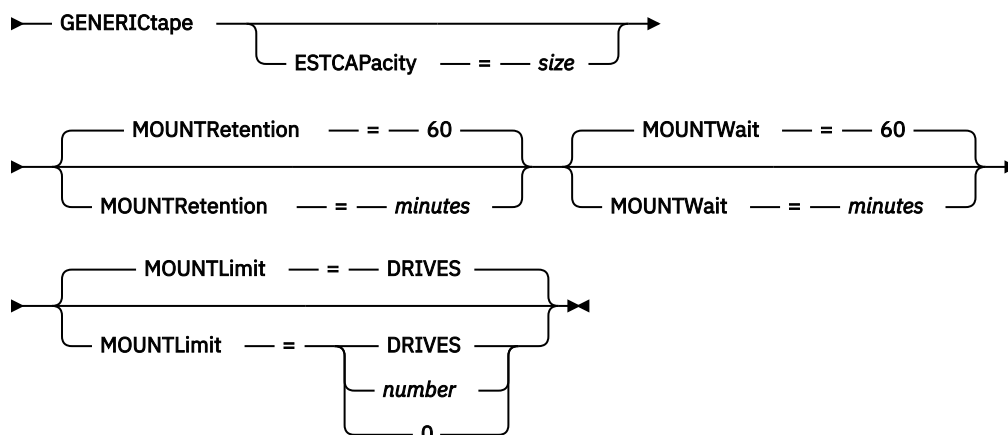 GENERICtape
ESTCAPacity = size
MOUNTRetention = 60 MOUNTWait = 60
MOUNTRetention = minutes MOUNTWait = minutes
MOUNTLimit = DRIVES
MOUNTLimit = DRIVES
number
0